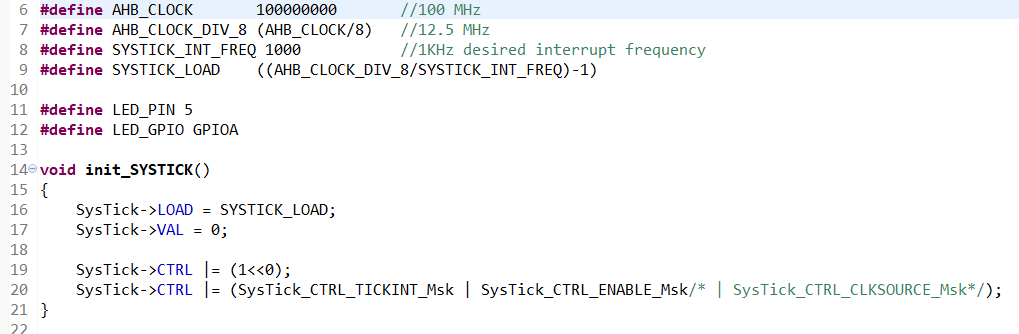 6 #define AHB_CLOCK       100000000       //100 MHz
7 #define AHB_CLOCK_DIV_8 (AHB_CLOCK/8)   //12.5 MHz
8 #define SYSTICK_INT_FREQ 1000           //1KHz desired interrupt frequency
9 #define SYSTICK_LOAD    ((AHB_CLOCK_DIV_8/SYSTICK_INT_FREQ)-1)
10
11 #define LED_PIN 5
12 #define LED_GPIO GPIOA
13
14 void init_SYSTICK()
15 {
16     SysTick->LOAD = SYSTICK_LOAD;
17     SysTick->VAL = 0;
18
19     SysTick->CTRL |= (1<<0);
20     SysTick->CTRL |= (SysTick_CTRL_TICKINT_Msk | SysTick_CTRL_ENABLE_Msk/* | SysTick_CTRL_CLKSOURCE_Msk*/);
21 }
22